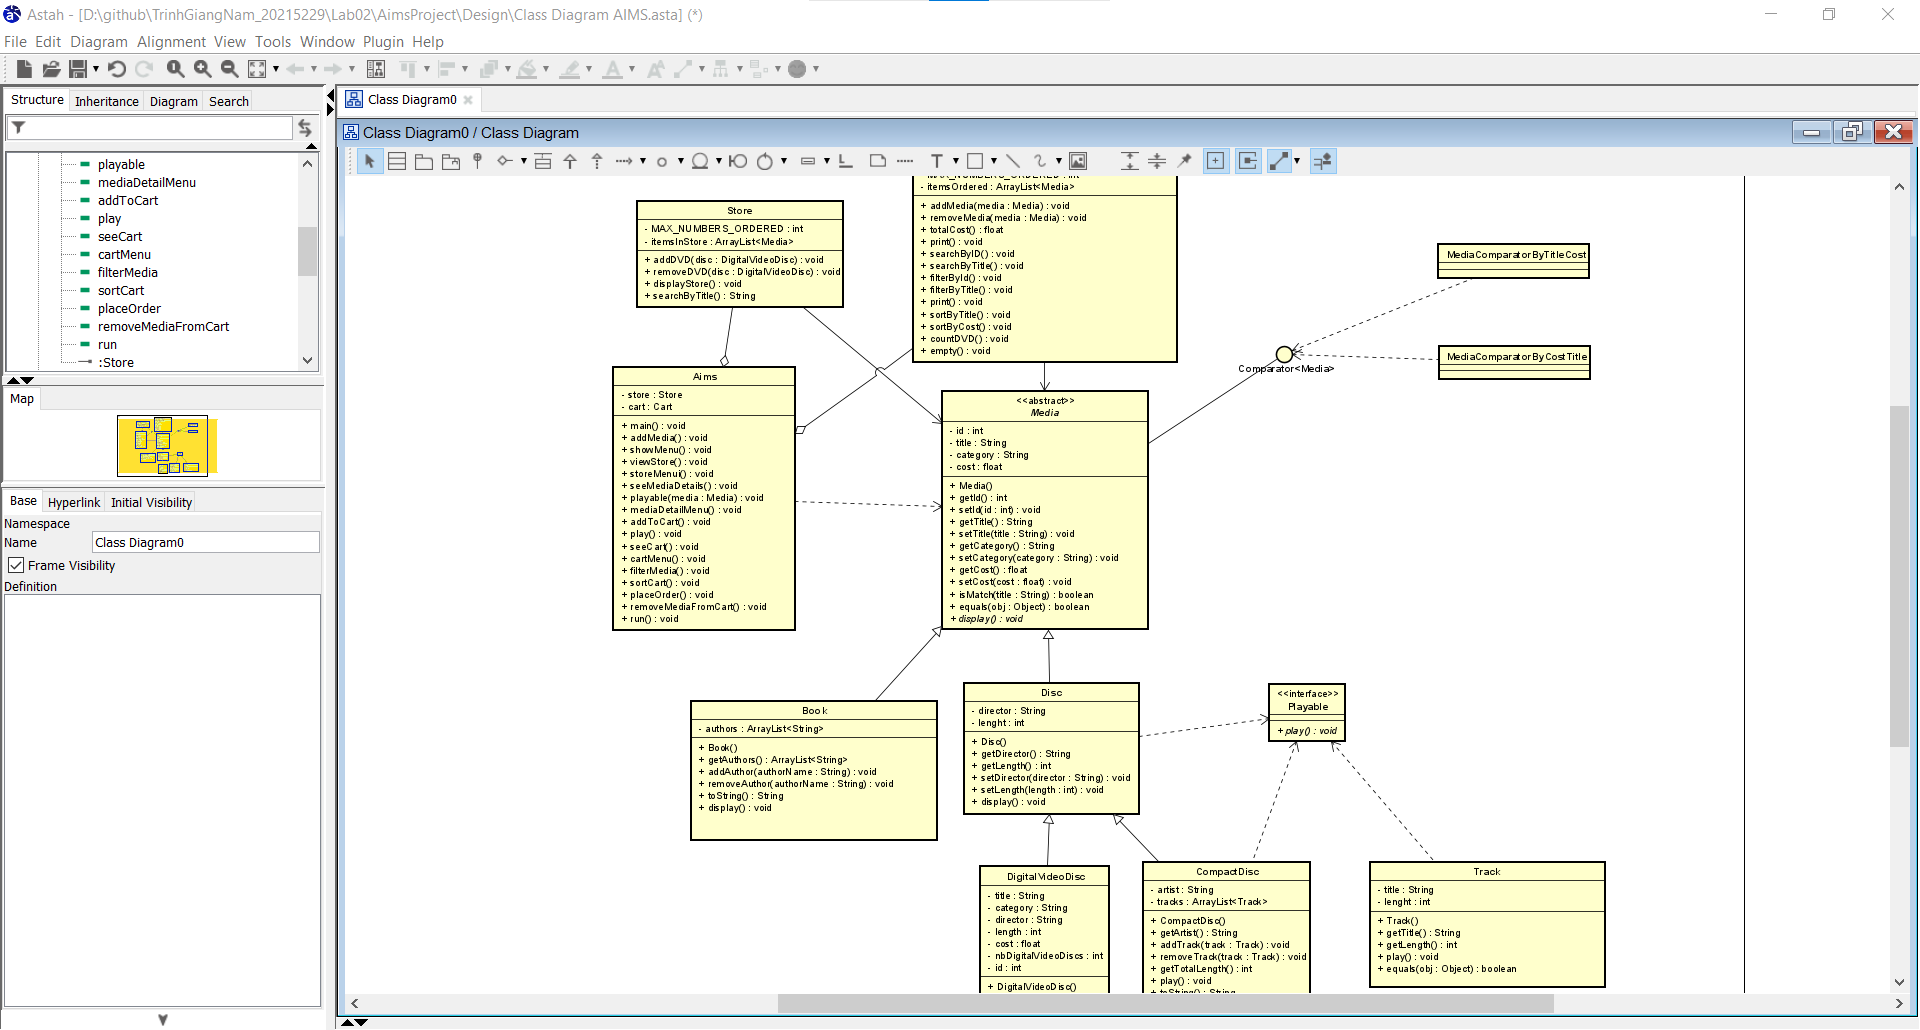 Astah - [D:\github\TrinhGiangNam_20215229\Lab02\AimsProject\Design\Class Diagram AIMS.asta] (*)
File Edit Diagram Alignment View Tools Window Plugin Help
Structure Inheritance Diagram Search
playable
mediaDetailMenu
addToCart
play
seeCart
cartMenu
filterMedia
sortCart
placeOrder
removeMediaFromCart
run
:Store
Map
Base Hyperlink Initial Visibility
Namespace
Name Class Diagram0
Frame Visibility
Definition
Class Diagram0
Class Diagram0 / Class Diagram
Store
- MAX_NUMBERS_ORDERED : int
- itemsInStore : ArrayList<Media>
+ addDVD(disc : DigitalVideoDisc) : void
+ removeDVD(disc : DigitalVideoDisc) : void
+ displayStore() : void
+ searchByTitle() : String
- MAX_NUMBERS_ORDERED : int
- itemsOrdered : ArrayList<Media>
+ addMedia(media : Media) : void
+ removeMedia(media : Media) : void
+ totalCost() : float
+ print() : void
+ searchByID() : void
+ searchByTitle() : void
+ filterById() : void
+ filterByTitle() : void
+ print() : void
+ sortByTitle() : void
+ sortByCost() : void
+ countDVD() : void
+ empty() : void
MediaComparatorByTitleCost
MediaComparatorByCostTitle
Comparator<Media>
Aims
- store : Store
- cart : Cart
+ main() : void
+ addMedia() : void
+ showMenu() : void
+ viewStore() : void
+ storeMenui() : void
+ seeMediaDetails() : void
+ playable(media : Media) : void
+ mediaDetailMenu() : void
+ addToCart() : void
+ play() : void
+ seeCart() : void
+ cartMenu() : void
+ filterMedia() : void
+ sortCart() : void
+ placeOrder() : void
+ removeMediaFromCart() : void
+ run() : void
<<abstract>>
Media
- id : int
- title : String
- category : String
- cost : float
+ Media()
+ getId() : int
+ setId(id : int) : void
+ getTitle() : String
+ setTitle(title : String) : void
+ getCategory() : String
+ setCategory(category : String) : void
+ getCost() : float
+ setCost(cost : float) : void
+ isMatch(title : String) : boolean
+ equals(obj : Object) : boolean
+ display() : void
Book
- authors : ArrayList<String>
+ Book()
+ getAuthors() : ArrayList<String>
+ addAuthor(authorName : String) : void
+ removeAuthor(authorName : String) : void
+ toString() : String
+ display() : void
Disc
- director : String
- lenght : int
+ Disc()
+ getDirector() : String
+ getLength() : int
+ setDirector(director : String) : void
+ setLength(length : int) : void
+ display() : void
<<interface>>
Playable
+ play() : void
DigitalVideoDisc
- title : String
- category : String
- director : String
- length : int
- cost : float
- nbDigitalVideoDiscs : int
- id : int
+ DigitalVideoDisc()
CompactDisc
- artist : String
- tracks : ArrayList<Track>
+ CompactDisc()
+ getArtist() : String
+ addTrack(track : Track) : void
+ removeTrack(track : Track) : void
+ getTotalLength() : int
+ play() : void
+ toString() : String
Track
- title : String
- lenght : int
+ Track()
+ getTitle() : String
+ getLength() : int
+ play() : void
+ equals(obj : Object) : boolean